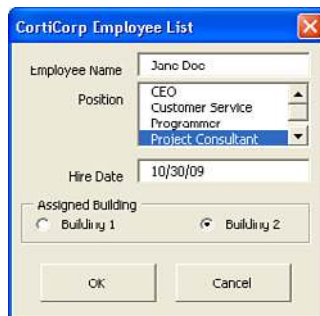 CortiCorp Employee List
Employee Name Jane Doe
Position CEO
Customer Service
Programmer
Project Consultant
Hire Date 10/30/09
Assigned Building
Building 1 Building 2
OK Cancel